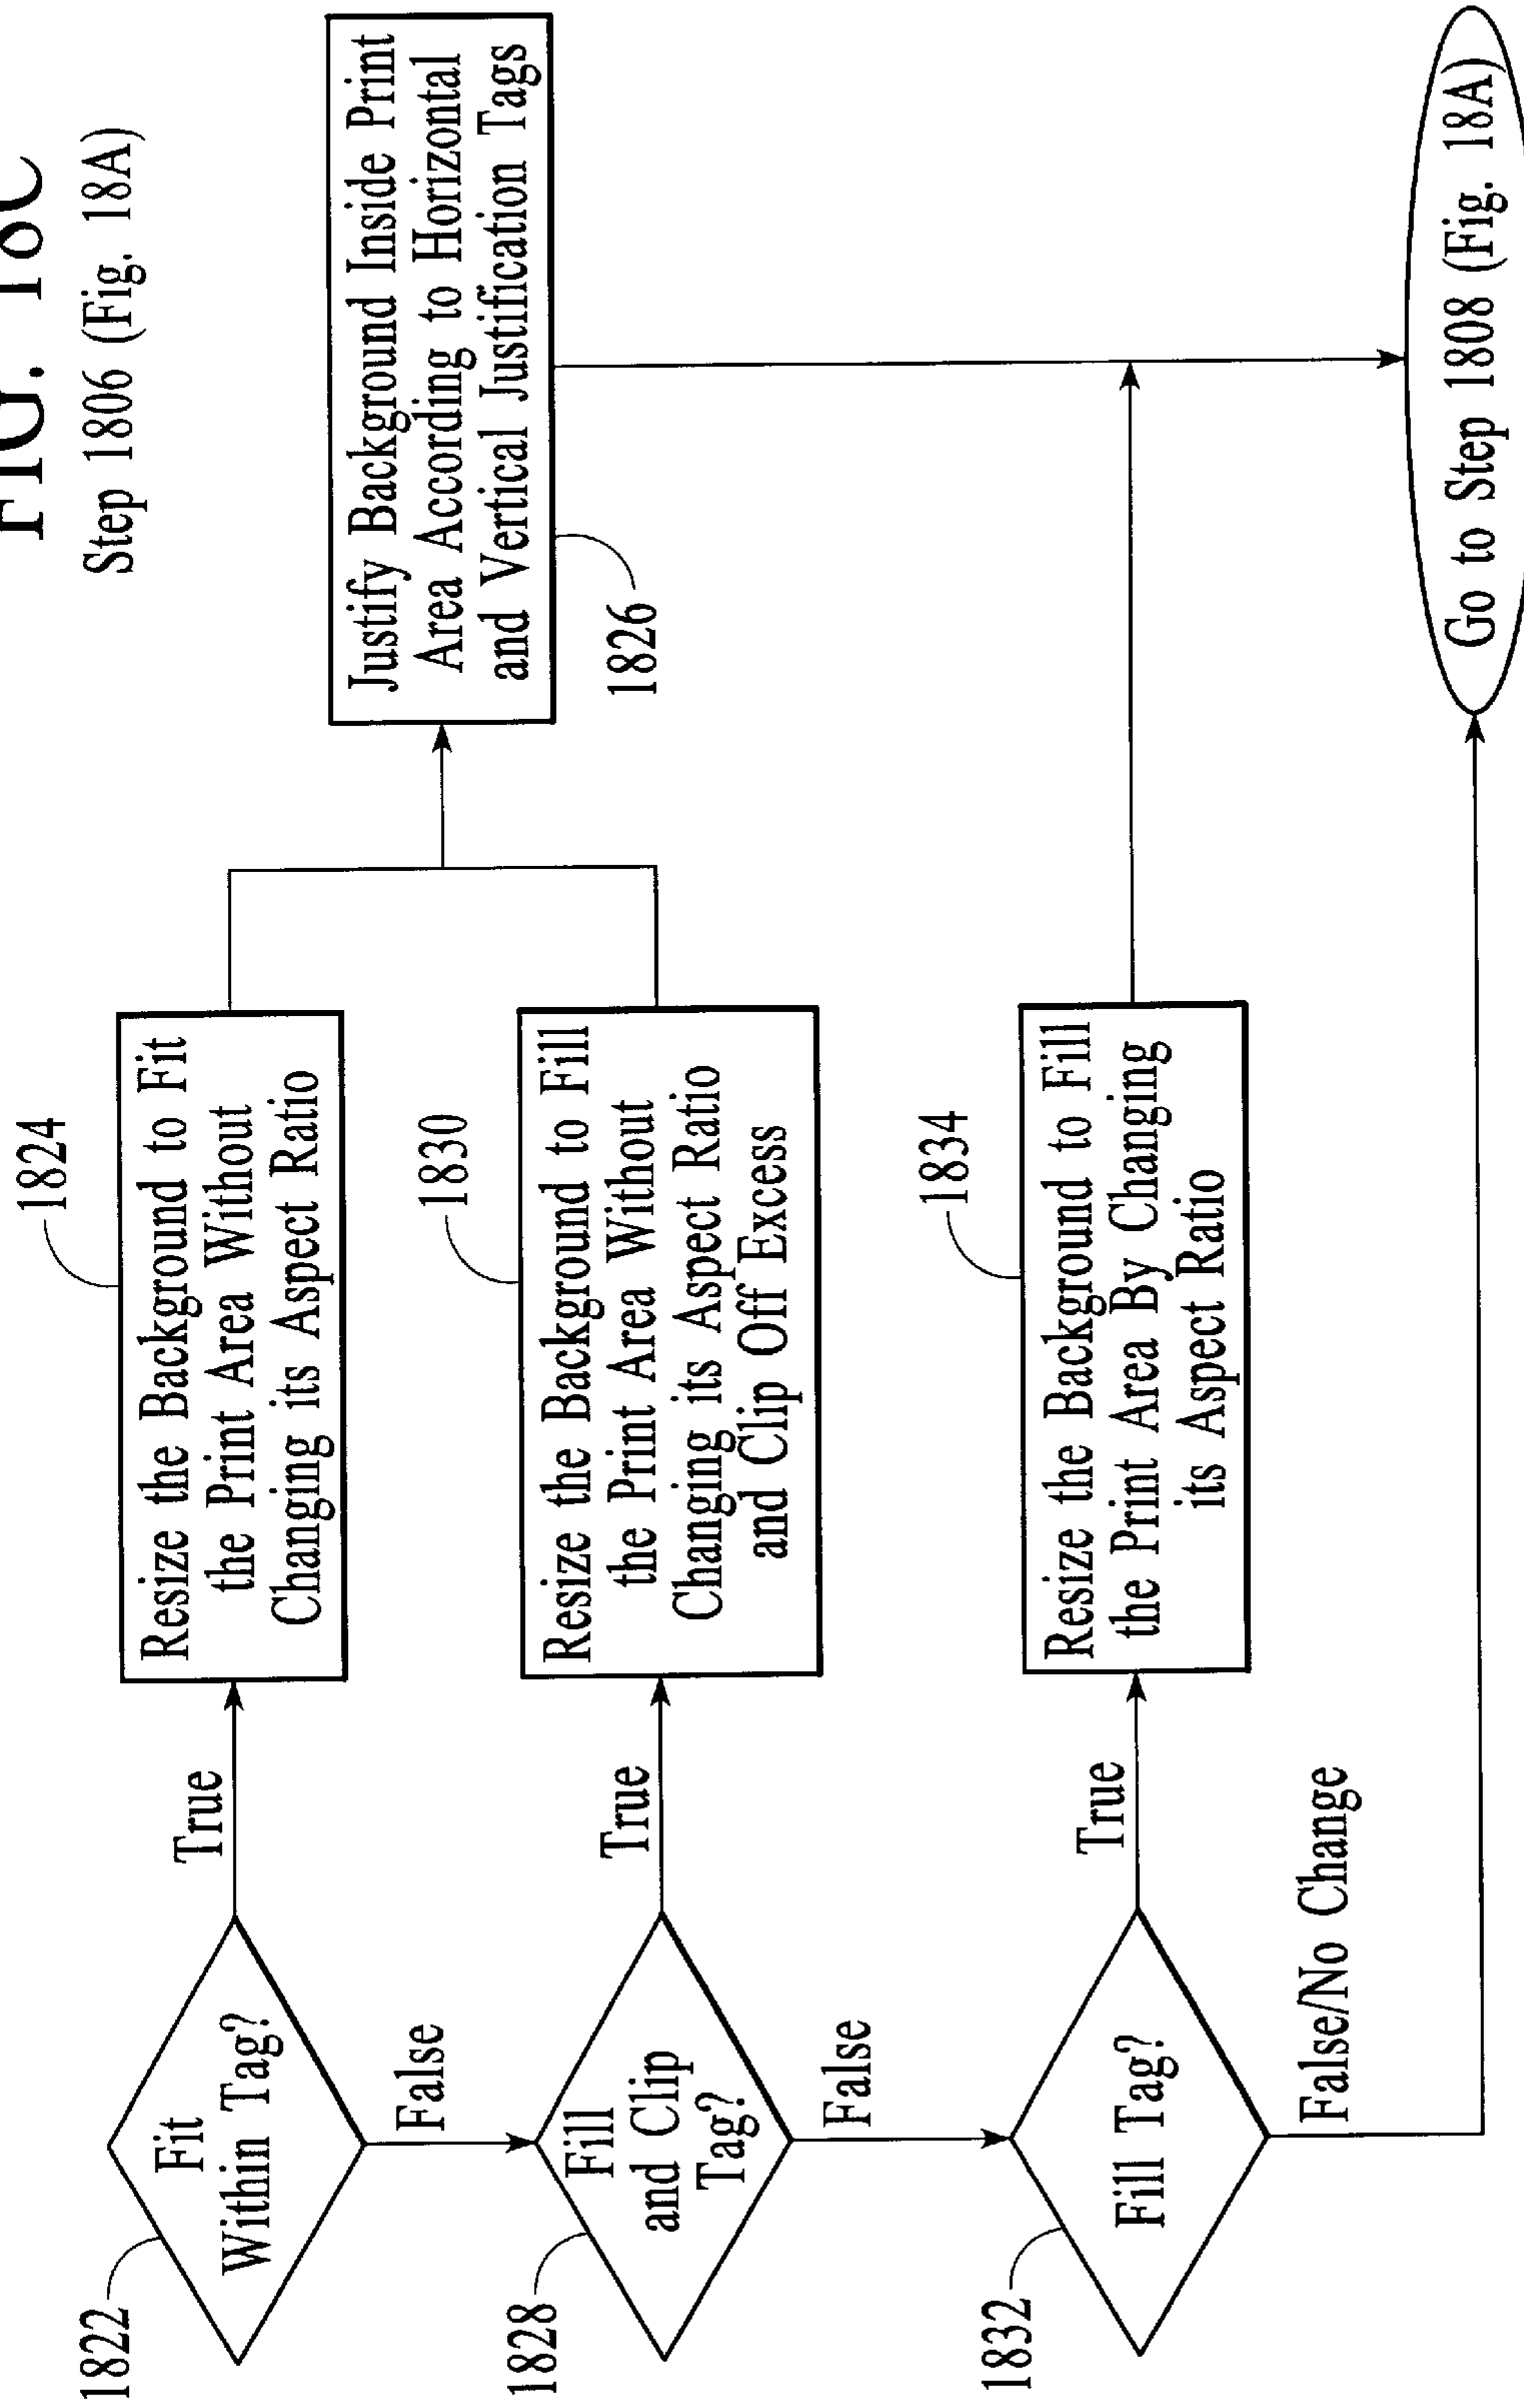 FIG. 18C
Step 1806 (Fig. 18A)
1822
Fit
Within Tag?
True
1824
Resize the Background to Fit
the Print Area Without
Changing its Aspect Ratio
Justify Background Inside Print
Area According to Horizontal
and Vertical Justification Tags
1826
False
1828
Fill
and Clip
Tag?
True
1830
Resize the Background to Fill
the Print Area Without
Changing its Aspect Ratio
and Clip Off Excess
False
1832
Fill Tag?
True
1834
Resize the Background to Fill
the Print Area By Changing
its Aspect Ratio
False/No Change
Go to Step 1808 (Fig. 18A)